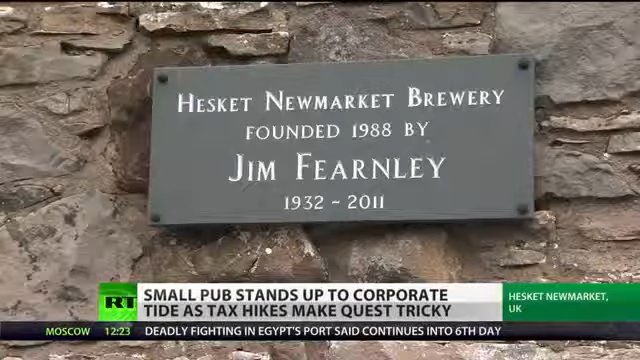 HESKET NEWMARKET BREWERY
FOUNDED 1988 BY
JIM FEARNLEY
1932 ~ 2011
RT
SMALL PUB STANDS UP TO CORPORATE
TIDE AS TAX HIKES MAKE QUEST TRICKY
HESKET NEWMARKET,
UK
MOSCOW 12:23 DEADLY FIGHTING IN EGYPT'S PORT SAID CONTINUES INTO 6TH DAY